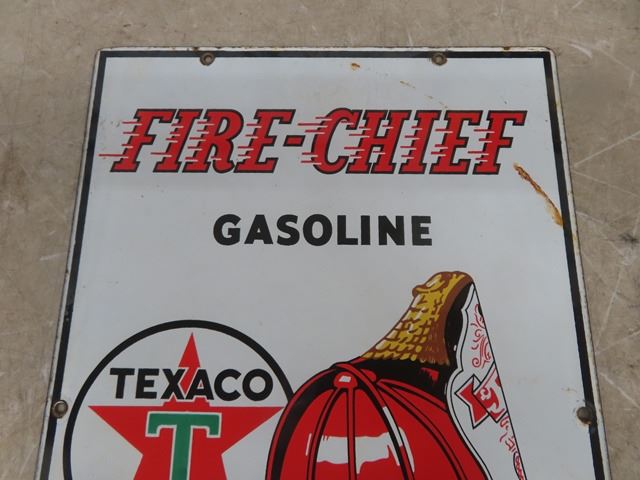 FIRE-CHIEF
GASOLINE
TEXACO
T